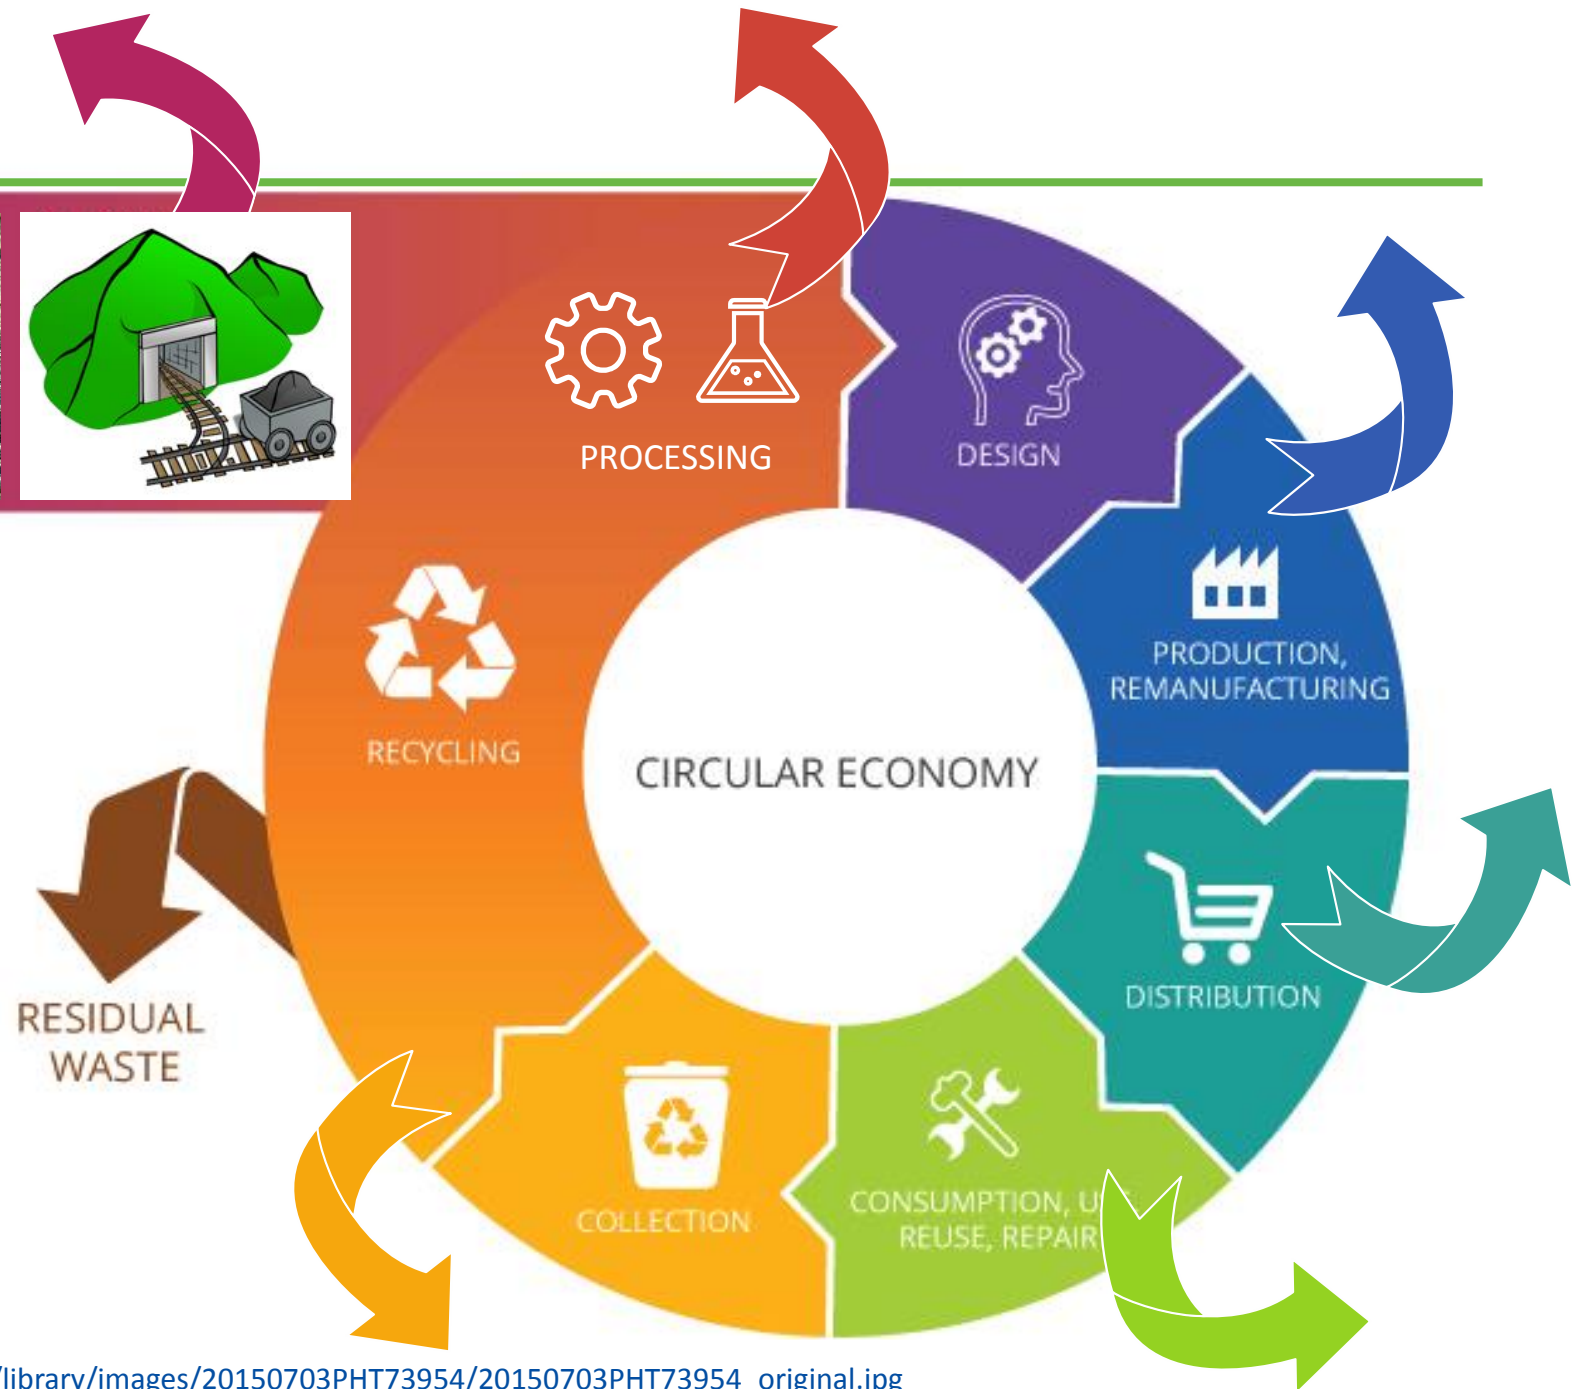 PROCESSING
DESIGN
PRODUCTION,
REMANUFACTURING
RECYCLING
CIRCULAR ECONOMY
DISTRIBUTION
RESIDUAL
WASTE
CONSUMPTION, U
REUSE, REPAIR
COLLECTION
/library/images/20150703PHT73954/20150703PHT73954_original.jpg